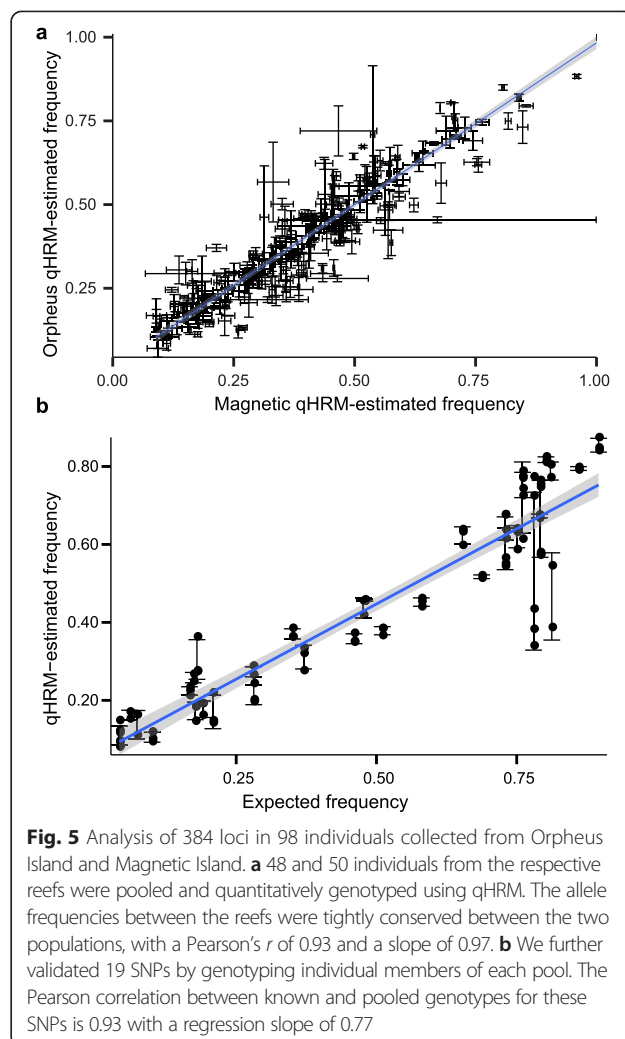 a
1.00
0.75
0.50
0.25
Orpheus qHRM-estimated frequency
0.00 0.25 0.50 0.75 1.00
Magnetic qHRM-estimated frequency
b
0.80
0.60
0.40
0.20
qHRM−estimated frequency
0.25 0.50 0.75
Expected frequency
Fig. 5 Analysis of 384 loci in 98 individuals collected from Orpheus
Island and Magnetic Island. a 48 and 50 individuals from the respective
reefs were pooled and quantitatively genotyped using qHRM. The allele
frequencies between the reefs were tightly conserved between the two
populations, with a Pearson's r of 0.93 and a slope of 0.97. b We further
validated 19 SNPs by genotyping individual members of each pool. The
Pearson correlation between known and pooled genotypes for these
SNPs is 0.93 with a regression slope of 0.77